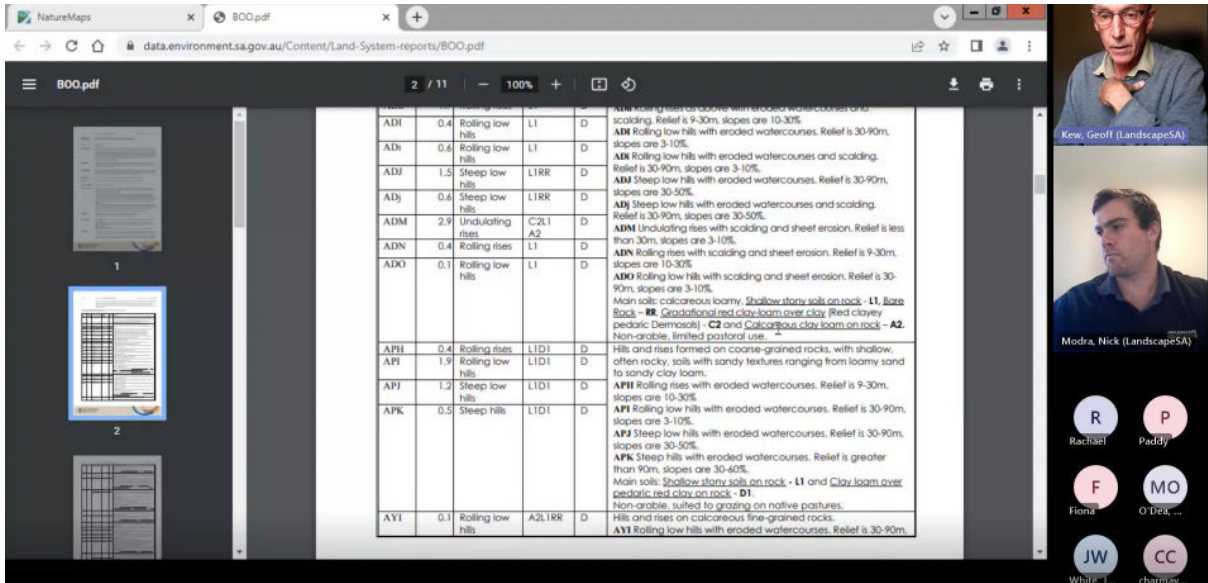 NatureMaps
BOO.pdf
data.environment.sa.gov.au/Content/Land-System-reports/BOO.pdf
BOO.pdf
2 / 11
100%
1
2
scalding. Relief is 9-30m, slopes are 10-30%
ADI 0.4 Rolling low hills L1 D
ADI Rolling low hills with eroded watercourses. Relief is 30-90m,
slopes are 3-10%.
ADi 0.6 Rolling low hills L1 D
ADi Rolling low hills with eroded watercourses and scalding.
Relief is 30-90m, slopes are 3-10%.
ADJ 1.5 Steep low hills L1RR D
ADJ Steep low hills with eroded watercourses. Relief is 30-90m,
slopes are 30-50%.
ADj 0.6 Steep low hills L1RR D
ADj Steep low hills with eroded watercourses and scalding.
Relief is 30-90m, slopes are 30-50%.
ADM 2.9 Undulating rises C2L1 A2 D
ADM Undulating rises with scalding and sheet erosion. Relief is less
than 30m, slopes are 3-10%.
ADN 0.4 Rolling rises L1 D
ADN Rolling rises with scalding and sheet erosion. Relief is 9-30m,
slopes are 10-30%
ADO 0.1 Rolling low hills L1 D
ADO Rolling low hills with scalding and sheet erosion. Relief is 30-
90m, slopes are 3-10%.
Main soils: calcareous loamy, Shallow stony soils on rock - L1, Bare
Rock – RR, Gradational red clay-loam over clay (Red clayey
pedaric Dermosols) - C2 and Calcareous clay loam on rock – A2.
Non-arable, limited pastoral use.
APH 0.4 Rolling rises L1D1 D
Hills and rises formed on coarse-grained rocks, with shallow,
often rocky, soils with sandy textures ranging from loamy sand
to sandy clay loam.
API 1.9 Rolling low hills L1D1 D
APJ 1.2 Steep low hills L1D1 D
APK 0.5 Steep hills L1D1 D
APH Rolling rises with eroded watercourses. Relief is 9-30m,
slopes are 10-30%
API Rolling low hills with eroded watercourses. Relief is 30-90m,
slopes are 3-10%.
APJ Steep low hills with eroded watercourses. Relief is 30-90m,
slopes are 30-50%.
APK Steep hills with eroded watercourses. Relief is greater
than 90m, slopes are 30-60%.
Main soils: Shallow stony soils on rock - L1 and Clay loam over
pedaric red clay on rock - D1.
Non-arable, suited to grazing on native pastures.
AYI 0.1 Rolling low hills A2L1RR D
Hills and rises on calcareous fine-grained rocks.
AYI Rolling low hills with eroded watercourses. Relief is 30-90m,
Kew, Geoff (LandscapeSA)
Modra, Nick (LandscapeSA)
R
Rachael
P
Paddy
F
Fiona
MO
O'Dea, ...
JW
CC